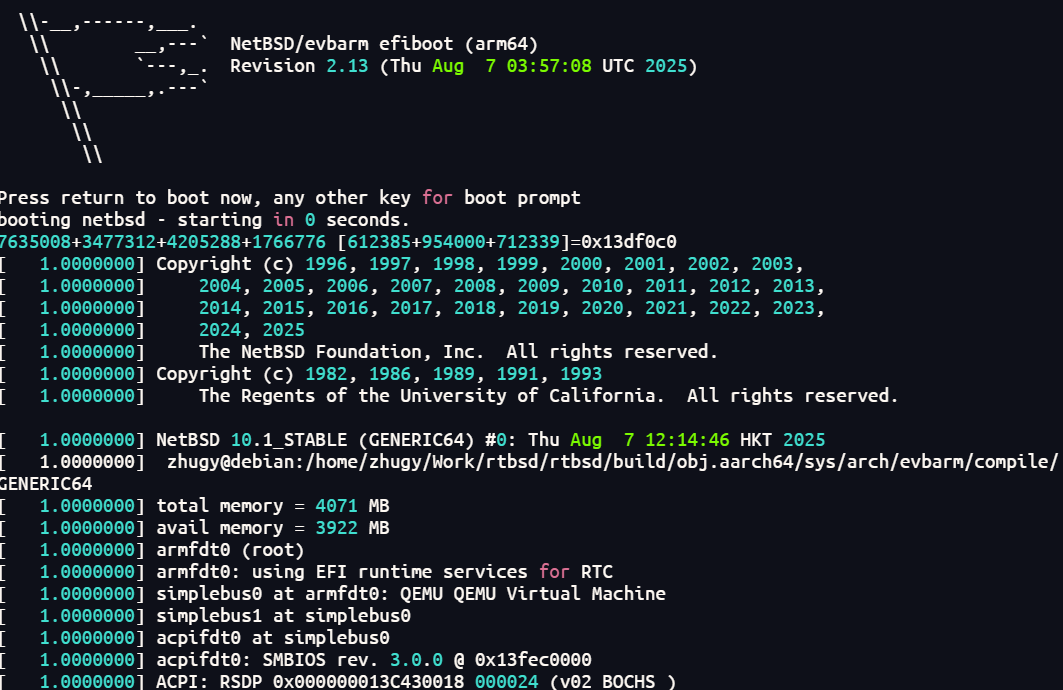 \\-__,------,___.
\\        __,---`  NetBSD/evbarm efiboot (arm64)
\\       `---,_.  Revision 2.13 (Thu Aug  7 03:57:08 UTC 2025)
\\-,_____,.---`
\\
\\
\\
Press return to boot now, any other key for boot prompt
booting netbsd - starting in 0 seconds.
7635008+3477312+4205288+1766776 [612385+954000+712339]=0x13df0c0
[   1.0000000] Copyright (c) 1996, 1997, 1998, 1999, 2000, 2001, 2002, 2003,
[   1.0000000]     2004, 2005, 2006, 2007, 2008, 2009, 2010, 2011, 2012, 2013,
[   1.0000000]     2014, 2015, 2016, 2017, 2018, 2019, 2020, 2021, 2022, 2023,
[   1.0000000]     2024, 2025
[   1.0000000]     The NetBSD Foundation, Inc.  All rights reserved.
[   1.0000000] Copyright (c) 1982, 1986, 1989, 1991, 1993
[   1.0000000]     The Regents of the University of California.  All rights reserved.
[   1.0000000] NetBSD 10.1_STABLE (GENERIC64) #0: Thu Aug  7 12:14:46 HKT 2025
[   1.0000000]  zhugy@debian:/home/zhugy/Work/rtbsd/rtbsd/build/obj.aarch64/sys/arch/evbarm/compile/
GENERIC64
[   1.0000000] total memory = 4071 MB
[   1.0000000] avail memory = 3922 MB
[   1.0000000] armfdt0 (root)
[   1.0000000] armfdt0: using EFI runtime services for RTC
[   1.0000000] simplebus0 at armfdt0: QEMU QEMU Virtual Machine
[   1.0000000] simplebus1 at simplebus0
[   1.0000000] acpifdt0 at simplebus0
[   1.0000000] acpifdt0: SMBIOS rev. 3.0.0 @ 0x13fec0000
[   1.0000000] ACPI: RSDP 0x000000013C430018 000024 (v02 BOCHS )